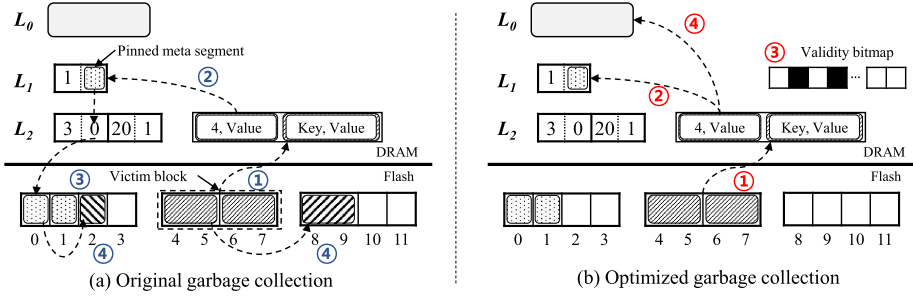 L0
Pinned meta segment
L1
1
②
L2
3 0 20 1
4, Value
Key, Value
DRAM
Flash
③
Victim block
①
0 1 2 3
4 5 6 7
8 9 10 11
④
④
(a) Original garbage collection
L0
④
③
Validity bitmap
...
L1
1
②
L2
3 0 20 1
4, Value
Key, Value
DRAM
Flash
①
0 1 2 3
4 5 6 7
8 9 10 11
(b) Optimized garbage collection